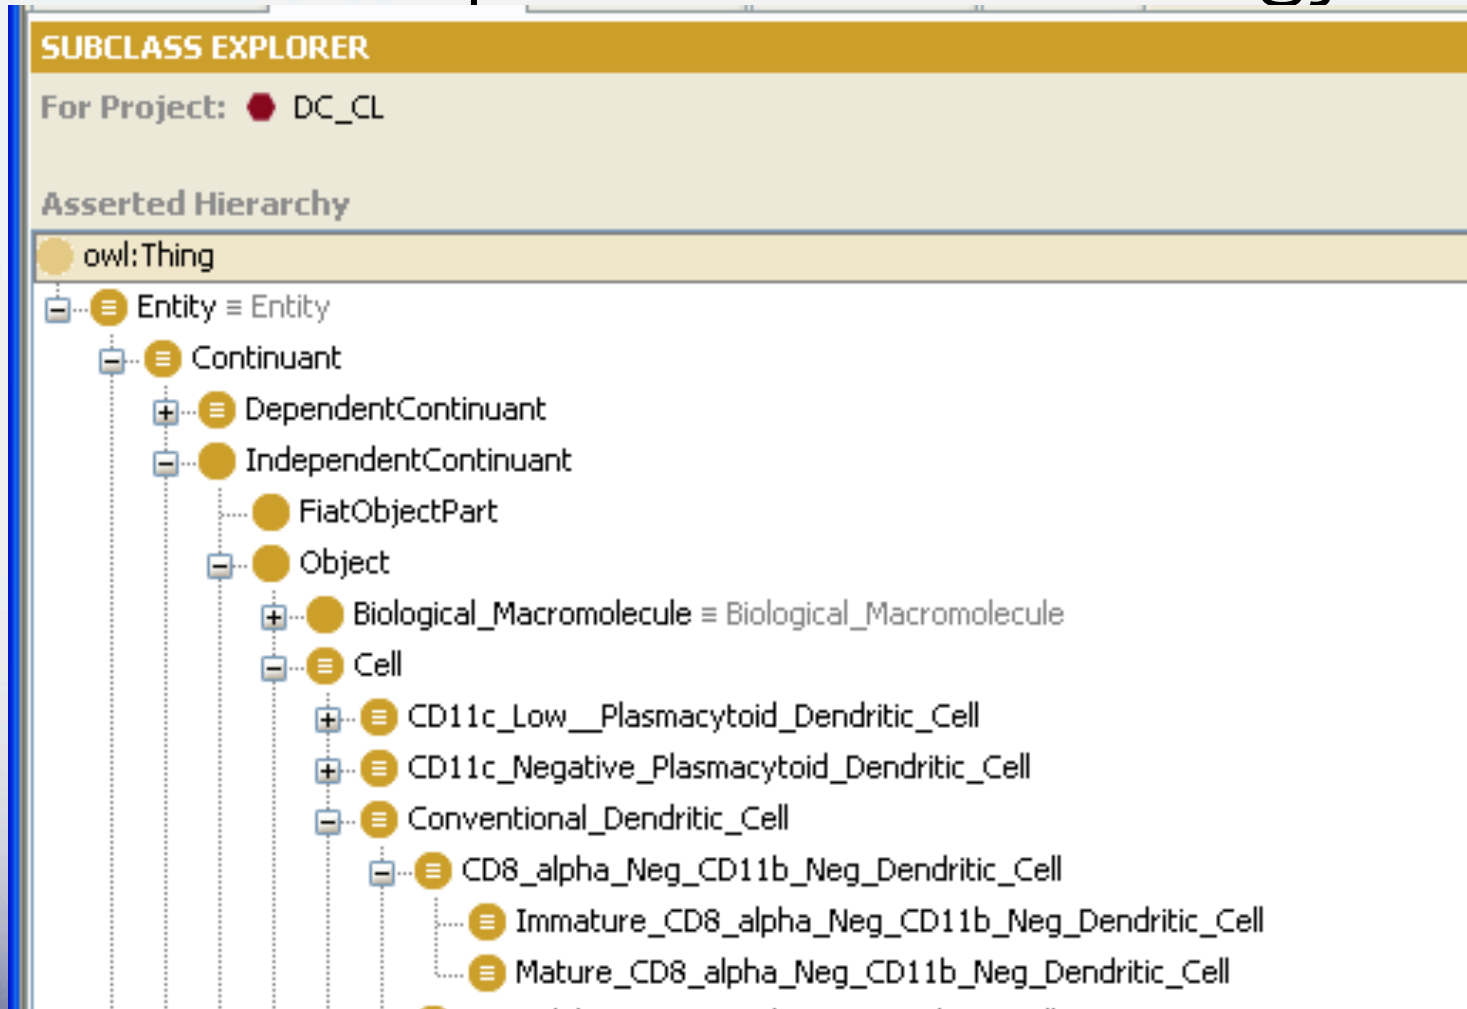 SUBCLASS EXPLORER
For Project: DC_CL
Asserted Hierarchy
owl:Thing
Entity ≡ Entity
Continuant
DependentContinuant
IndependentContinuant
FiatObjectPart
Object
Biological_Macromolecule ≡ Biological_Macromolecule
Cell
CD11c_Low__Plasmacytoid_Dendritic_Cell
CD11c_Negative_Plasmacytoid_Dendritic_Cell
Conventional_Dendritic_Cell
CD8_alpha_Neg_CD11b_Neg_Dendritic_Cell
Immature_CD8_alpha_Neg_CD11b_Neg_Dendritic_Cell
Mature_CD8_alpha_Neg_CD11b_Neg_Dendritic_Cell